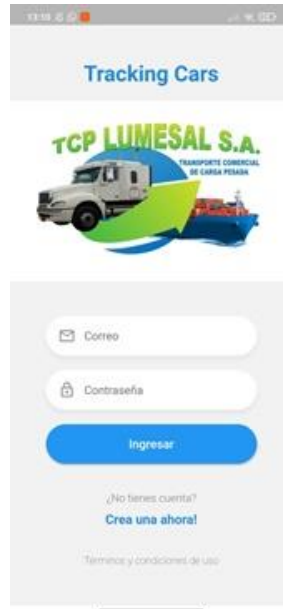 Tracking Cars
TCP LUMESAL S.A.
TRANSPORTE COMERCIAL
DE CARGA PESADA
Correo
Contraseña
Ingresar
¿No tienes cuenta?
Crea una ahora!
Terminos y condiciones de uso